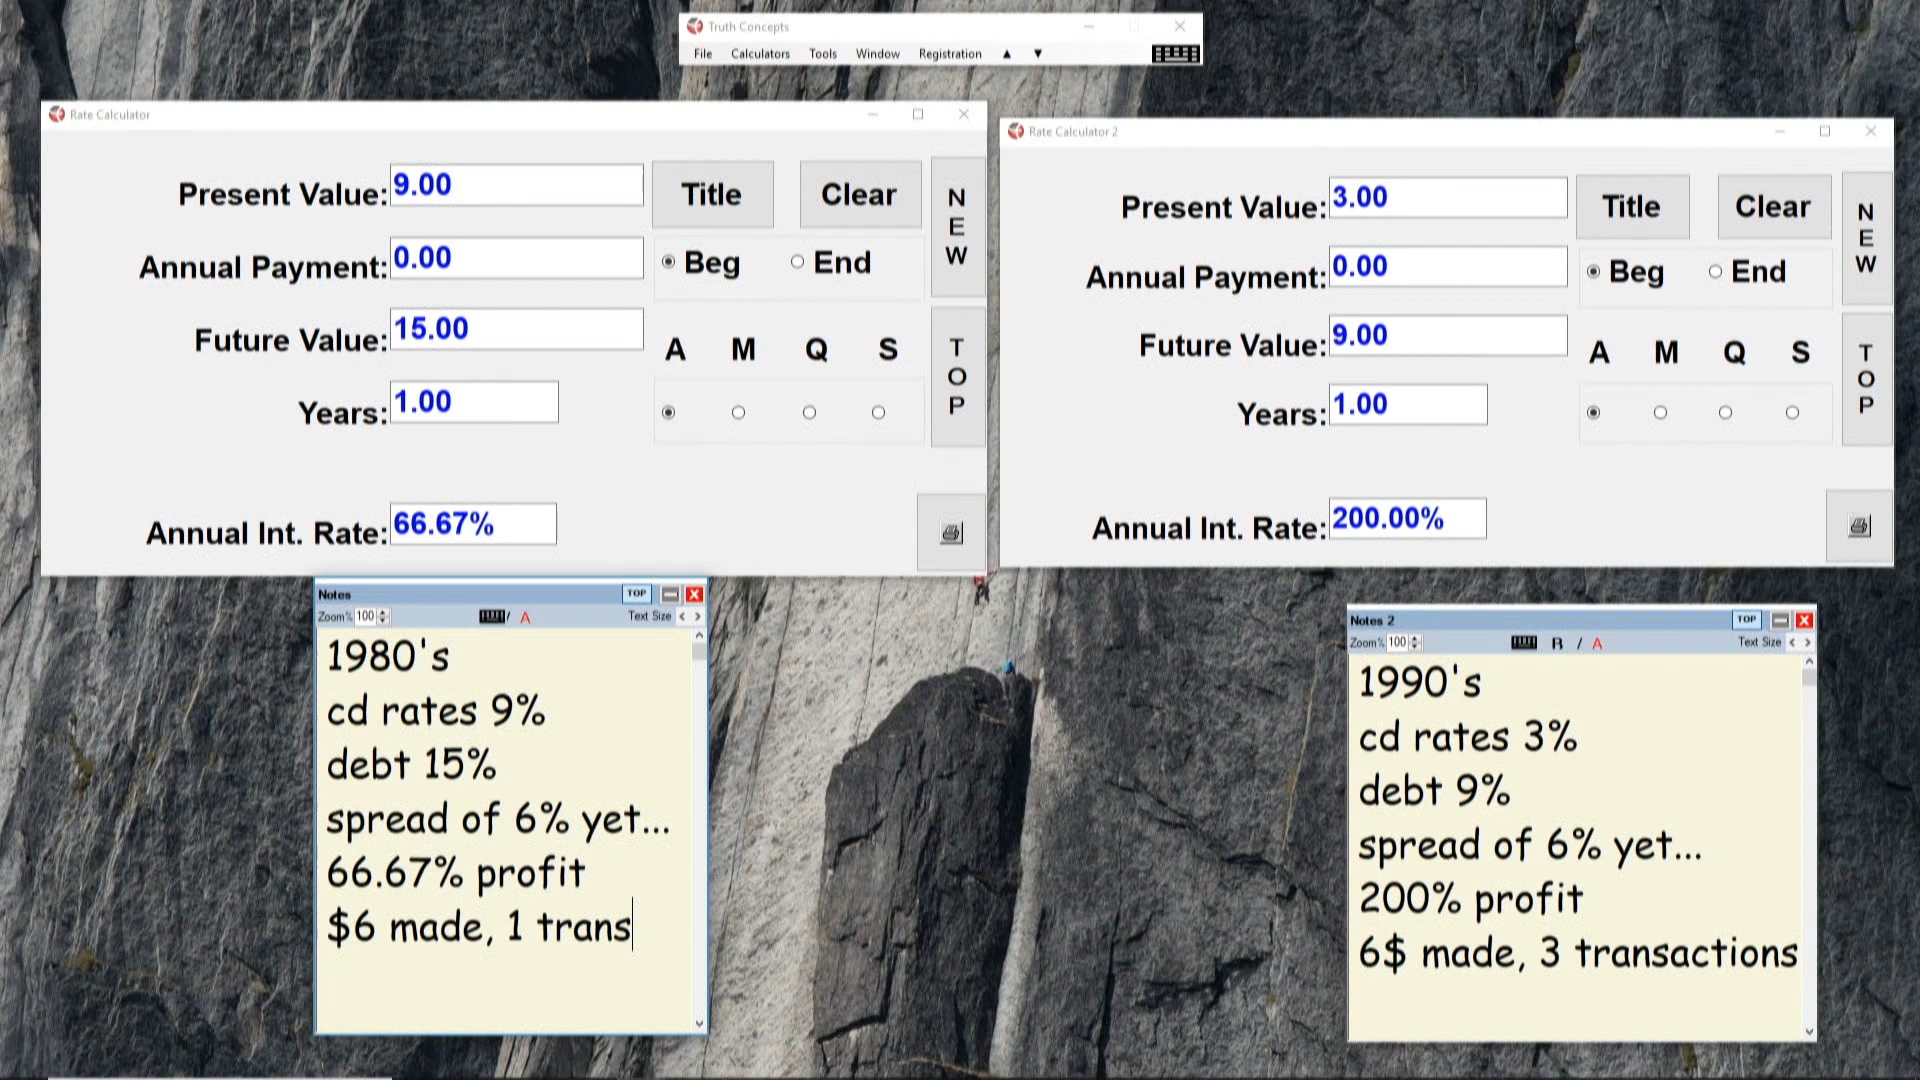 Truth Concepts
File Calculators Tools Window Registration ▲ ▼
Rate Calculator
Present Value: 9.00
Title Clear
NEW
Annual Payment: 0.00
Beg End
Future Value: 15.00
A M Q S
TOP
Years: 1.00
Annual Int. Rate: 66.67%
Rate Calculator 2
Present Value: 3.00
Title Clear
NEW
Annual Payment: 0.00
Beg End
Future Value: 9.00
A M Q S
TOP
Years: 1.00
Annual Int. Rate: 200.00%
Notes TOP X
Zoom% 100 / A Text Size < >
1980's
cd rates 9%
debt 15%
spread of 6% yet...
66.67% profit
$6 made, 1 trans
Notes 2 TOP X
Zoom% 100 B / A Text Size < >
1990's
cd rates 3%
debt 9%
spread of 6% yet...
200% profit
6$ made, 3 transactions